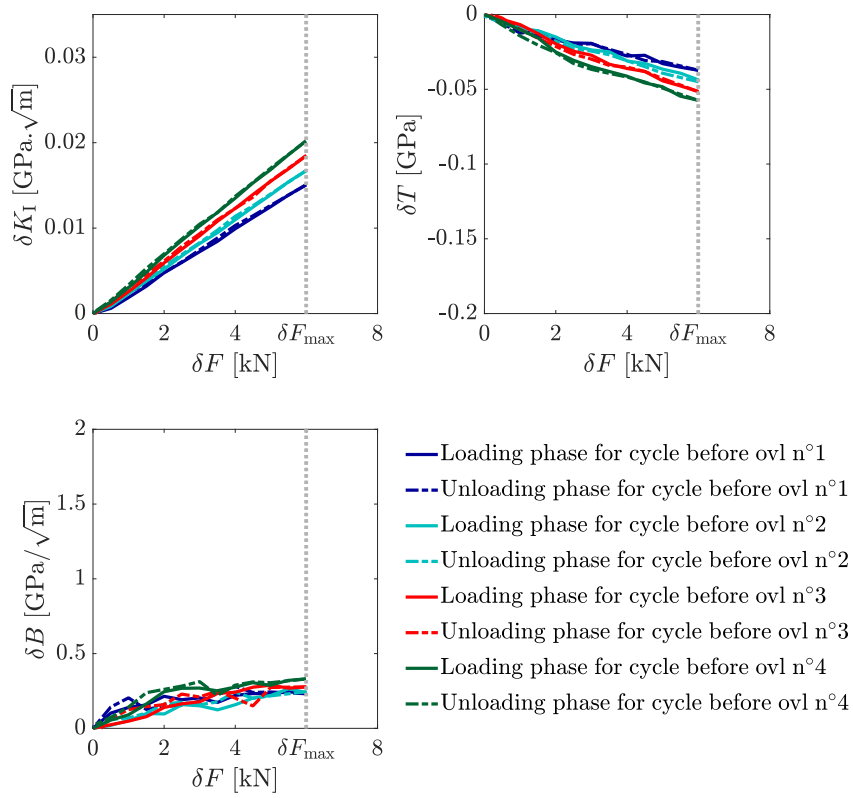 0.03
0.02
0.01
0
δK_I [GPa.√m]
0
2
4
δF_max
8
δF [kN]
0
-0.05
-0.1
-0.15
-0.2
δT [GPa]
0
2
4
δF_max
8
δF [kN]
2
1.5
1
0.5
0
δB [GPa/√m]
0
2
4
δF_max
8
δF [kN]
Loading phase for cycle before ovl n°1
Unloading phase for cycle before ovl n°1
Loading phase for cycle before ovl n°2
Unloading phase for cycle before ovl n°2
Loading phase for cycle before ovl n°3
Unloading phase for cycle before ovl n°3
Loading phase for cycle before ovl n°4
Unloading phase for cycle before ovl n°4